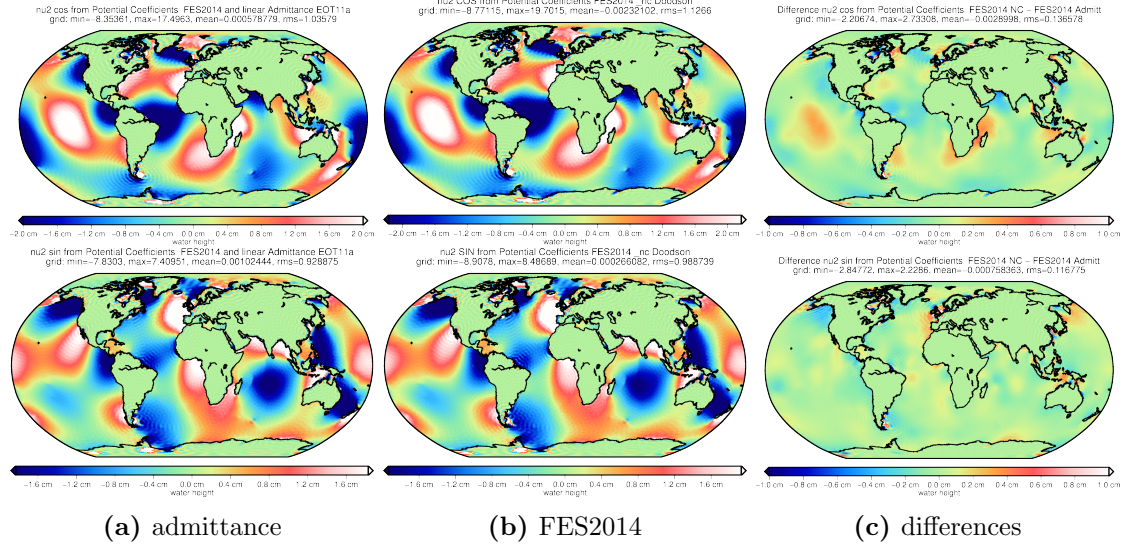 nu2 cos from Potential Coefficients FES2014 and linear Admittance EOT11a
grid: min=−8.35361, max=17.4963, mean=0.000578779, rms=1.03579
nu2 COS from Potential Coefficients FES2014 _nc Doodson
grid: min=−8.77115, max=19.7015, mean=−0.00232102, rms=1.1266
Difference nu2 cos from Potential Coefficients FES2014 NC − FES2014 Admitt
grid: min=−2.20674, max=2.73308, mean=−0.0028998, rms=0.136578
−2.0 cm −1.6 cm −1.2 cm −0.8 cm −0.4 cm 0.0 cm 0.4 cm 0.8 cm 1.2 cm 1.6 cm 2.0 cm
water height
−2.0 cm −1.6 cm −1.2 cm −0.8 cm −0.4 cm 0.0 cm 0.4 cm 0.8 cm 1.2 cm 1.6 cm 2.0 cm
water height
−1.0 cm −0.8 cm −0.6 cm −0.4 cm −0.2 cm 0.0 cm 0.2 cm 0.4 cm 0.6 cm 0.8 cm 1.0 cm
water height
nu2 sin from Potential Coefficients FES2014 and linear Admittance EOT11a
grid: min=−7.8303, max=7.40951, mean=0.00102444, rms=0.928875
nu2 SIN from Potential Coefficients FES2014 _nc Doodson
grid: min=−8.9078, max=8.48689, mean=0.000266082, rms=0.988739
Difference nu2 sin from Potential Coefficients FES2014 NC − FES2014 Admitt
grid: min=−2.84772, max=2.2286, mean=−0.000758363, rms=0.116775
−1.6 cm −1.2 cm −0.8 cm −0.4 cm 0.0 cm 0.4 cm 0.8 cm 1.2 cm 1.6 cm
water height
−1.6 cm −1.2 cm −0.8 cm −0.4 cm 0.0 cm 0.4 cm 0.8 cm 1.2 cm 1.6 cm
water height
−1.0 cm −0.8 cm −0.6 cm −0.4 cm −0.2 cm 0.0 cm 0.2 cm 0.4 cm 0.6 cm 0.8 cm 1.0 cm
water height
(a) admittance
(b) FES2014
(c) differences